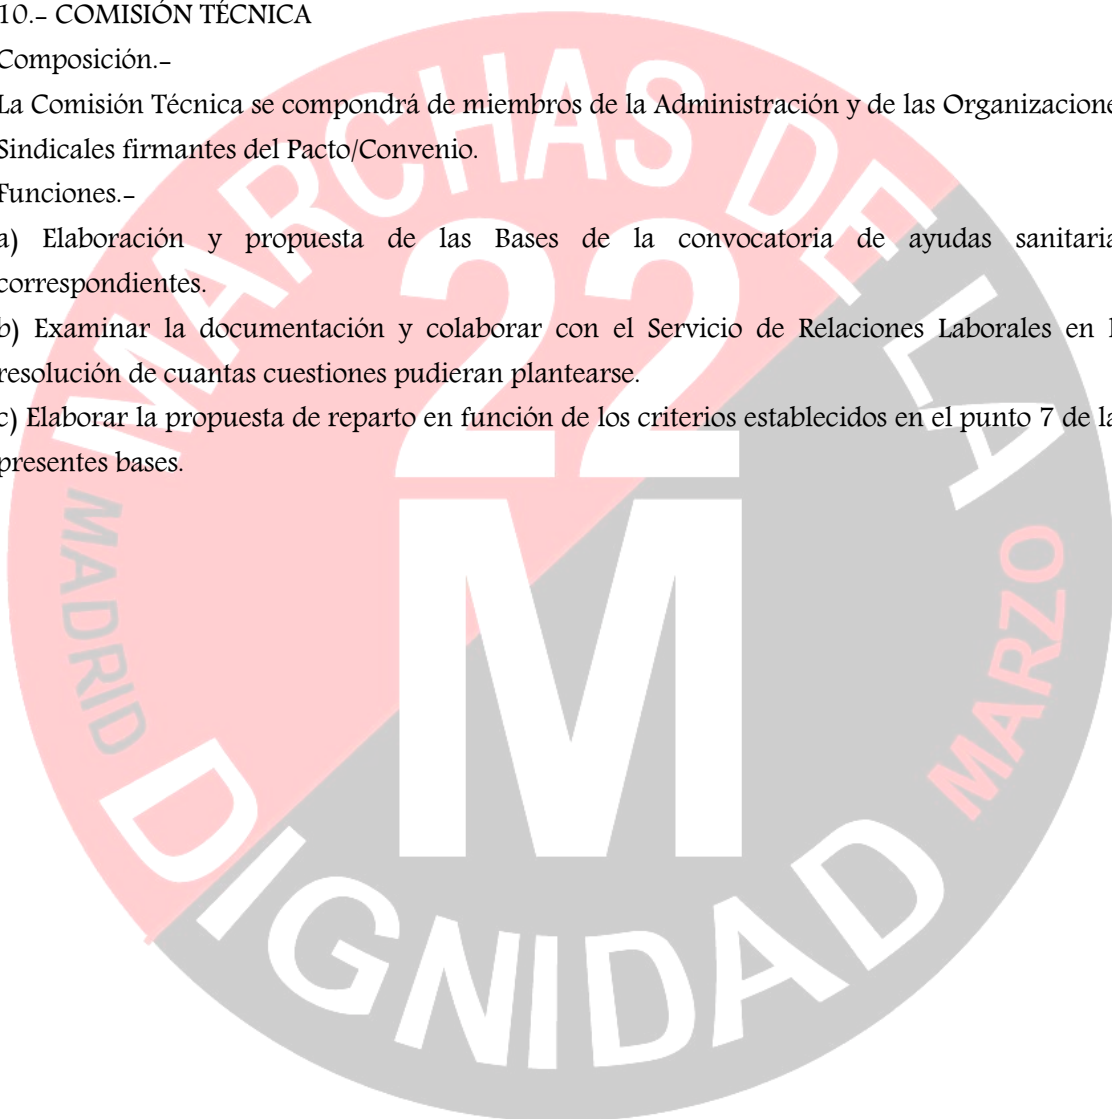 10.- COMISIÓN TÉCNICA
Composición.-
La Comisión Técnica se compondrá de miembros de la Administración y de las Organizacione
Sindicales firmantes del Pacto/Convenio.
Funciones.-
a) Elaboración y propuesta de las Bases de la convocatoria de ayudas sanitaria
correspondientes.
b) Examinar la documentación y colaborar con el Servicio de Relaciones Laborales en l
resolución de cuantas cuestiones pudieran plantearse.
c) Elaborar la propuesta de reparto en función de los criterios establecidos en el punto 7 de la
presentes bases.
MARCHAS DE LA
22
M
MADRID
MARZO
DIGNIDAD